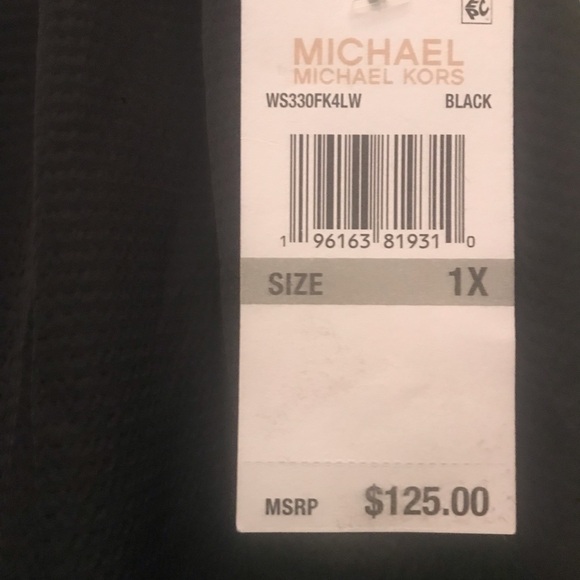 MICHAEL
MICHAEL KORS
WS330FK4LW BLACK
1 96163 81931 0
SIZE 1X
MSRP $125.00